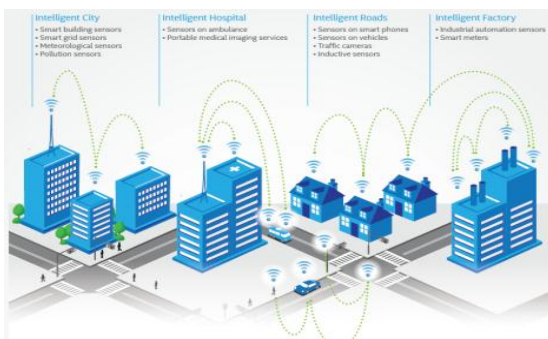 Intelligent City
• Smart building sensors
• Smart grid sensors
• Meteorological sensors
• Pollution sensors
Intelligent Hospital
• Sensors on ambulance
• Portable medical imaging services
Intelligent Roads
• Sensors on smart phones
• Sensors on vehicles
• Traffic cameras
• Inductive sensors
Intelligent Factory
• Industrial automation sensors
• Smart meters